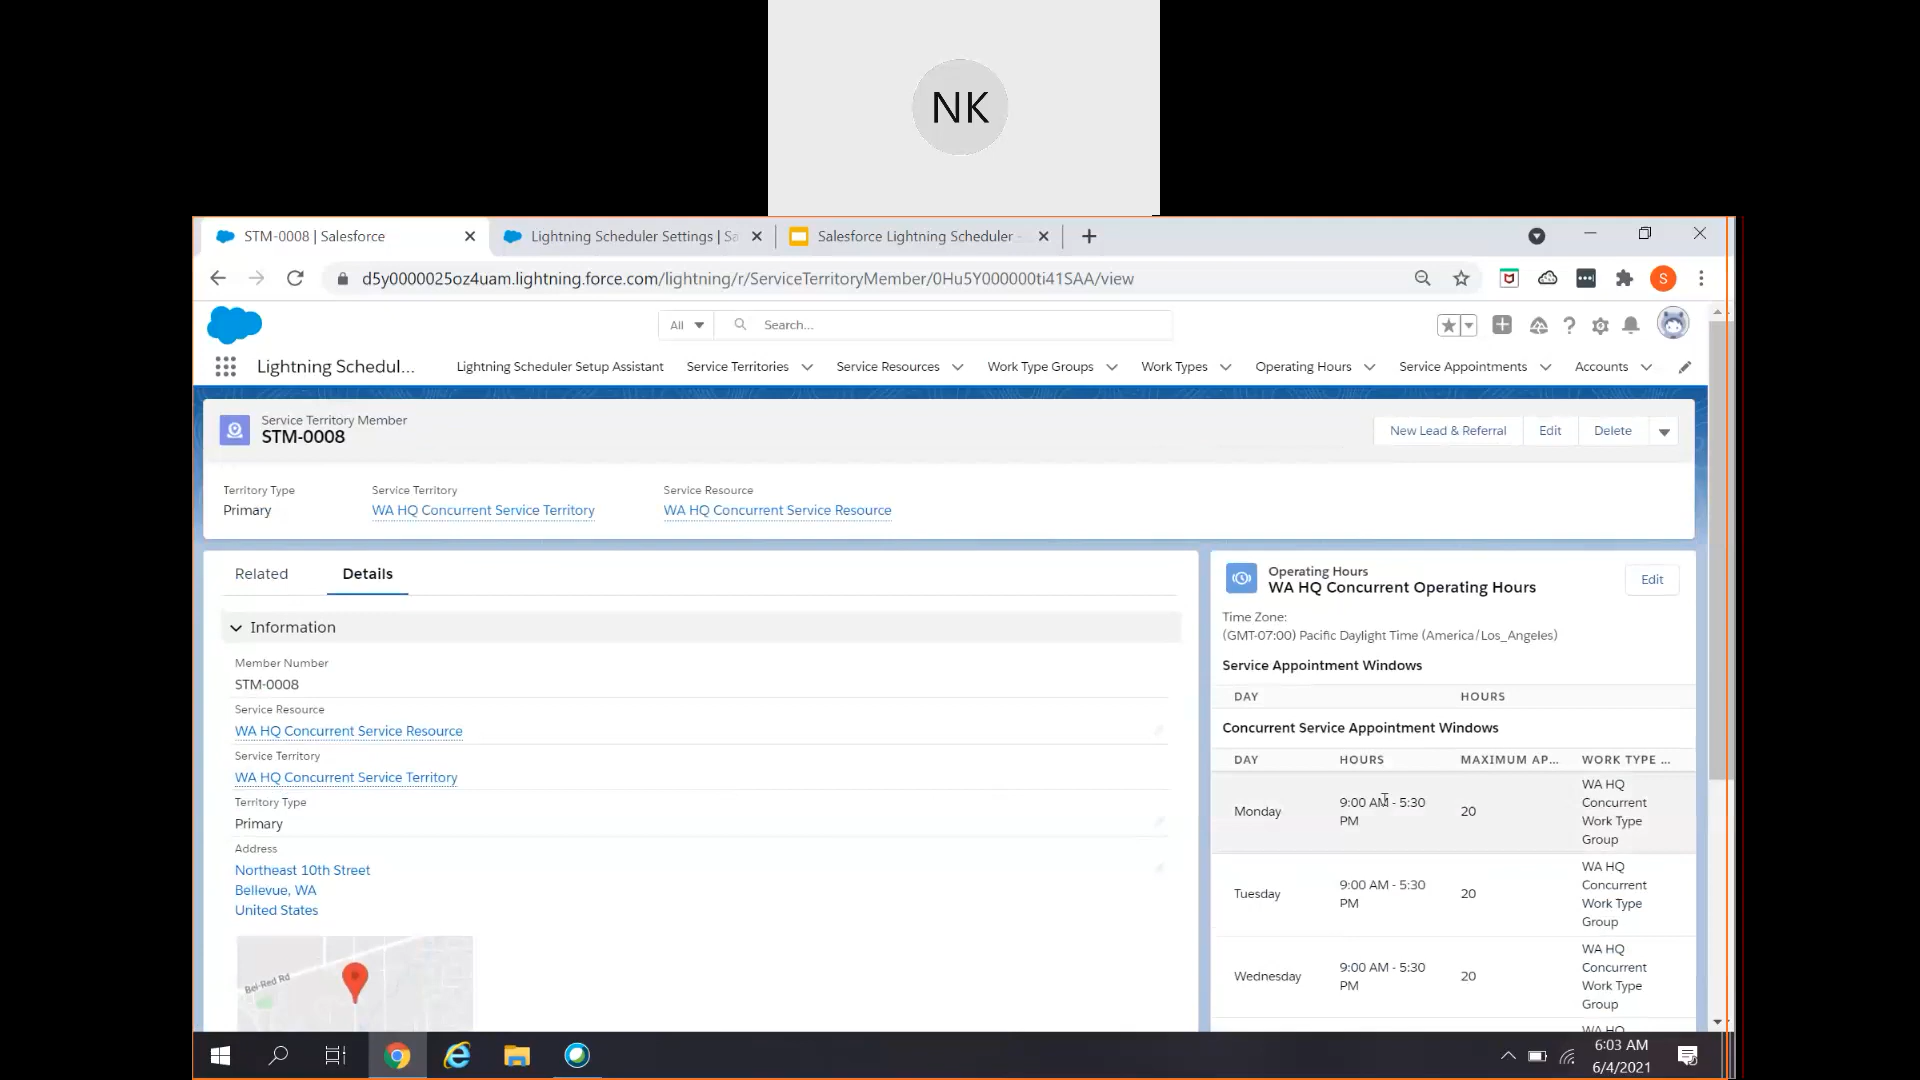 NK
STM-0008 | Salesforce
Lightning Scheduler Settings | Sa
Salesforce Lightning Scheduler -
d5y0000025oz4uam.lightning.force.com/lightning/r/ServiceTerritoryMember/0Hu5Y000000ti41SAA/view
S
All
Search...
Lightning Schedul...
Lightning Scheduler Setup Assistant
Service Territories
Service Resources
Work Type Groups
Work Types
Operating Hours
Service Appointments
Accounts
Service Territory Member
STM-0008
New Lead & Referral
Edit
Delete
Territory Type
Primary
Service Territory
WA HQ Concurrent Service Territory
Service Resource
WA HQ Concurrent Service Resource
Related
Details
Information
Member Number
STM-0008
Service Resource
WA HQ Concurrent Service Resource
Service Territory
WA HQ Concurrent Service Territory
Territory Type
Primary
Address
Northeast 10th Street
Bellevue, WA
United States
Bel-Red Rd
Operating Hours
WA HQ Concurrent Operating Hours
Edit
Time Zone:
(GMT-07:00) Pacific Daylight Time (America/Los_Angeles)
Service Appointment Windows
DAY HOURS
Concurrent Service Appointment Windows
DAY HOURS MAXIMUM AP... WORK TYPE ...
Monday
9:00 AM - 5:30
PM
20
WA HQ
Concurrent
Work Type
Group
Tuesday
9:00 AM - 5:30
PM
20
WA HQ
Concurrent
Work Type
Group
Wednesday
9:00 AM - 5:30
PM
20
WA HQ
Concurrent
Work Type
Group
WA HQ
6:03 AM
6/4/2021